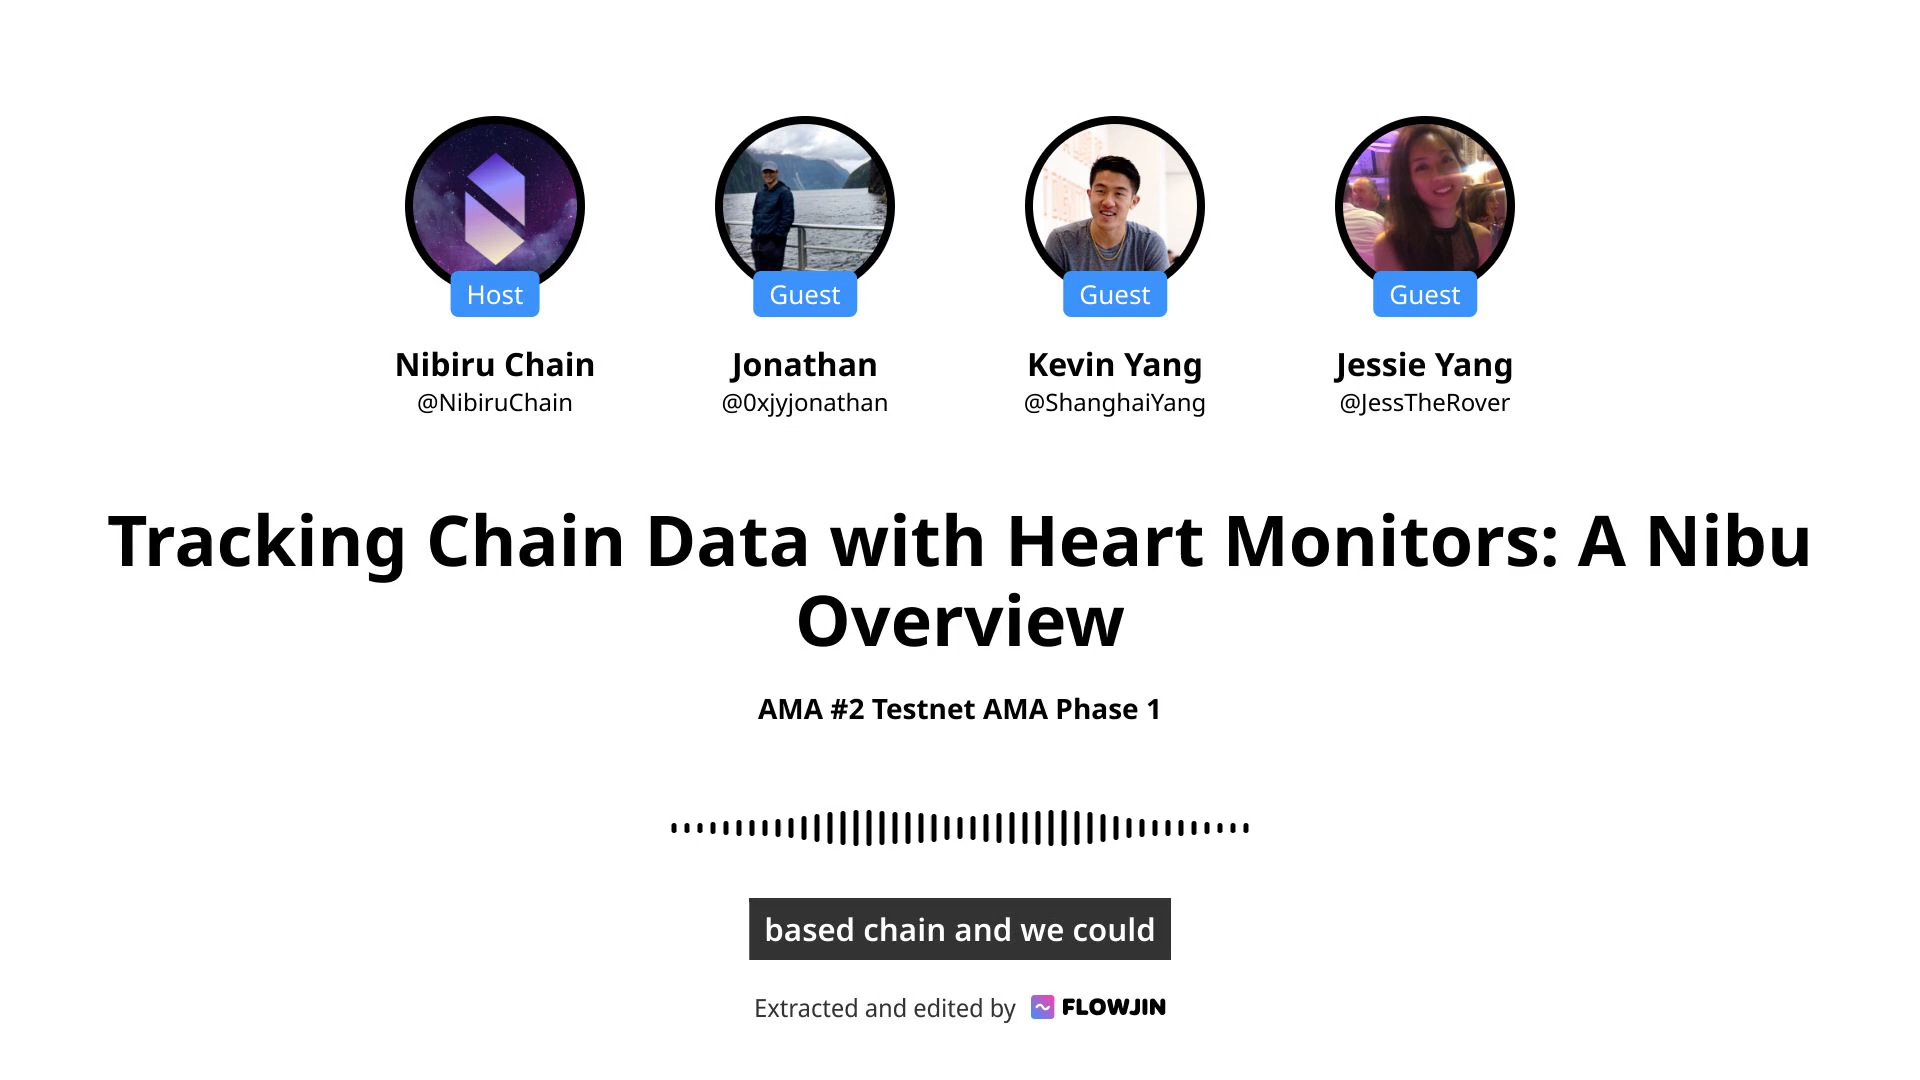 Host
Guest
Guest
Guest
Nibiru Chain
Jonathan
Kevin Yang
Jessie Yang
@NibiruChain
@0xjyjonathan
@ShanghaiYang
@JessTheRover
Tracking Chain Data with Heart Monitors: A Nibu
Overview
AMA #2 Testnet AMA Phase 1
based chain and we could
Extracted and edited by FLOWJIN